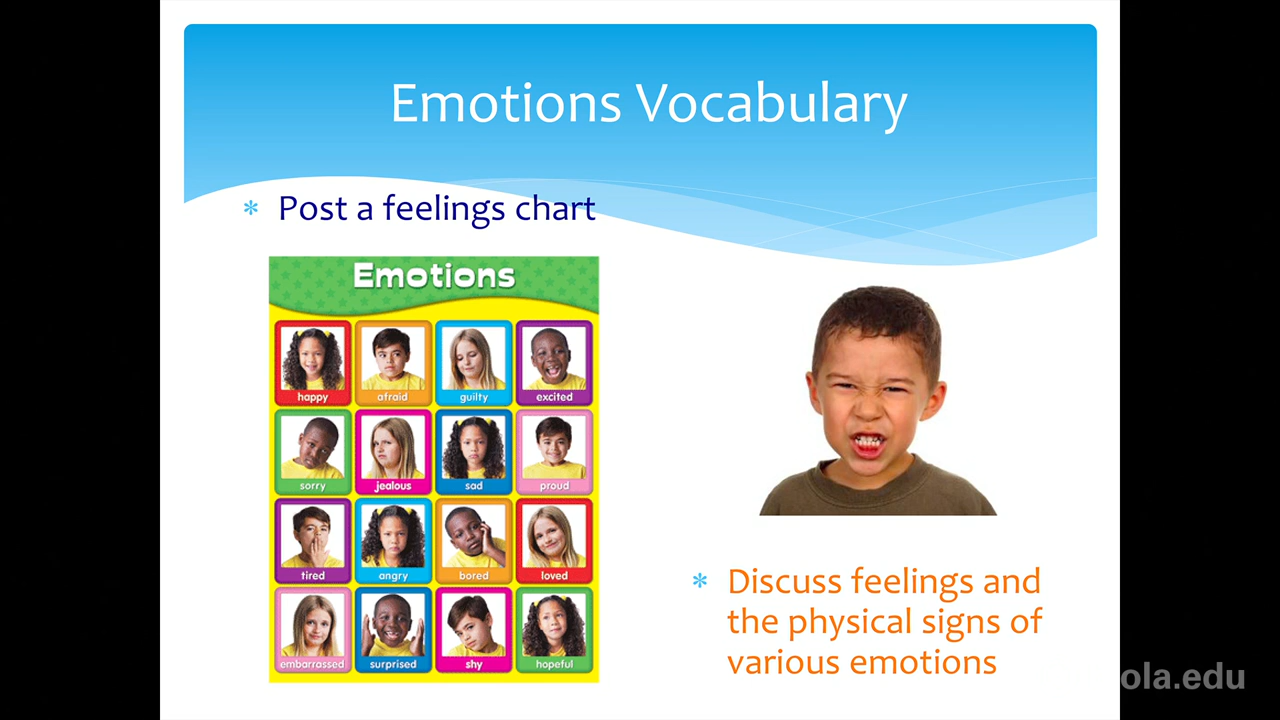 Emotions Vocabulary
* Post a feelings chart
Emotions
happy afraid guilty excited
sorry jealous sad proud
tired angry bored loved
embarrassed surprised shy hopeful
* Discuss feelings and
the physical signs of
various emotions
ola.edu